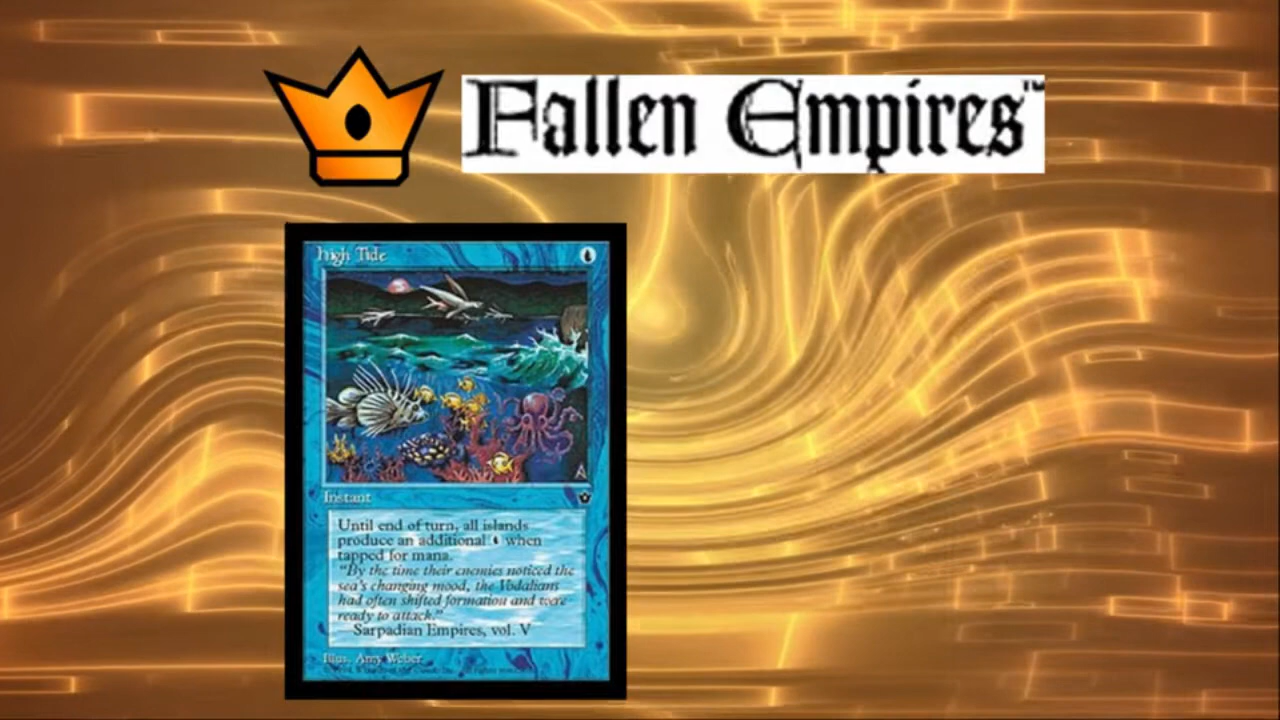 Fallen Empires™
High Tide
Instant
Until end of turn, all islands
produce an additional when
tapped for mana.
"By the time their enemies noticed the
sea's changing mood, the Vodalians
had often shifted formation and were
ready to attack."
Sarpadian Empires, vol. V
Illus. Amy Weber